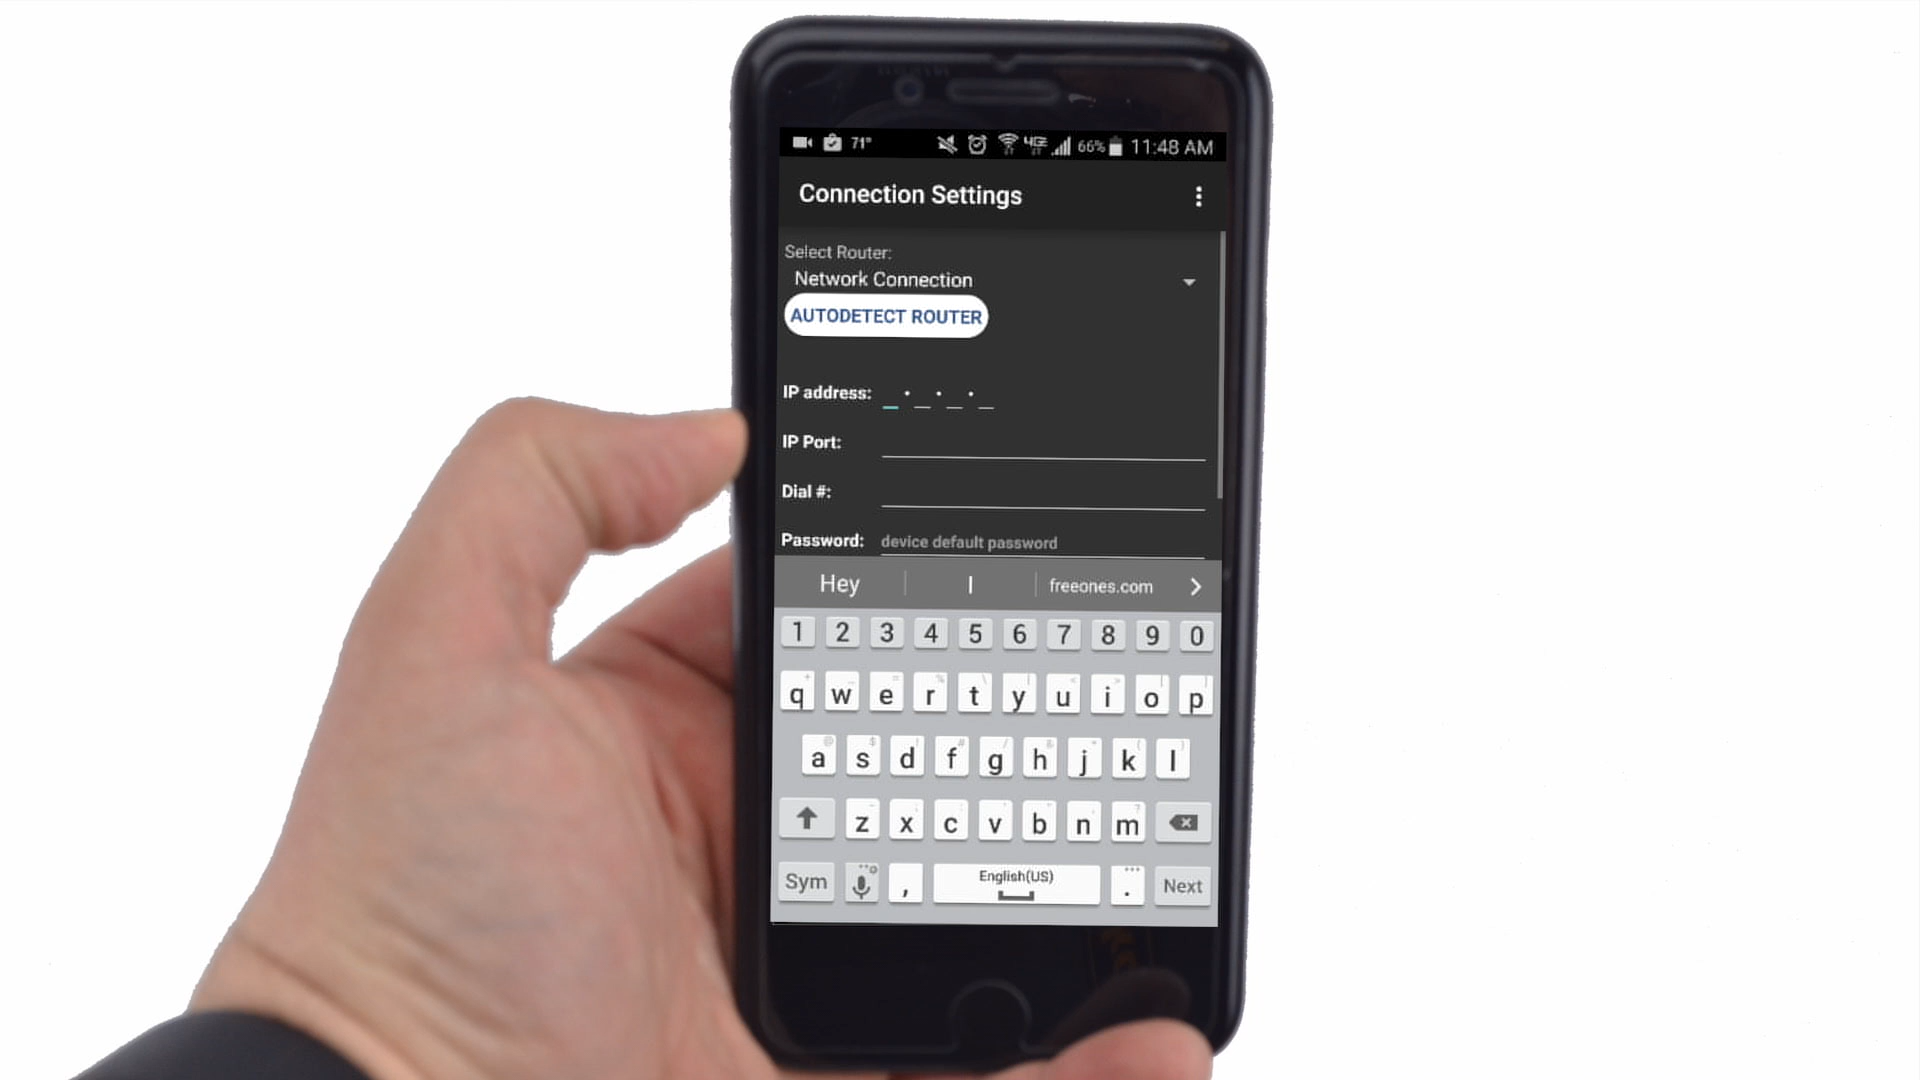 71° 4GE 66% 11:48 AM
Connection Settings
Select Router:
Network Connection
AUTODETECT ROUTER
IP address: _ . _ . _ . _
IP Port:
Dial #:
Password: device default password
Hey | I | freeones.com >
1 2 3 4 5 6 7 8 9 0
q w e r t y u i o p
a s d f g h j k l
z x c v b n m
Sym , English(US) . Next